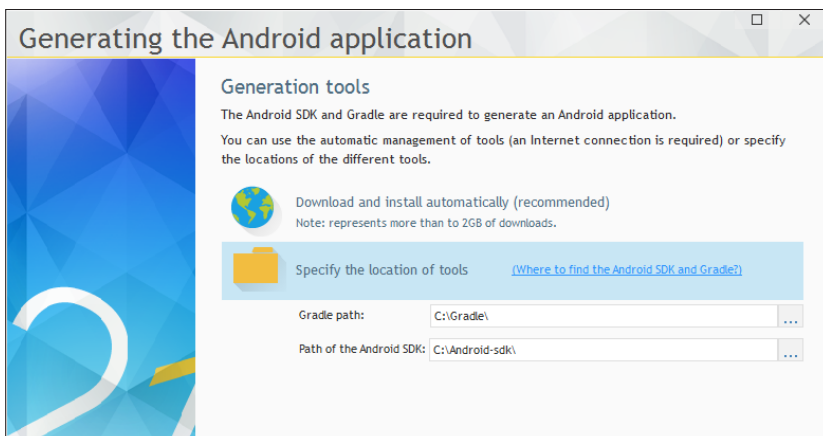 Generating the Android application
Generation tools
The Android SDK and Gradle are required to generate an Android application.
You can use the automatic management of tools (an Internet connection is required) or specify
the locations of the different tools.
Download and install automatically (recommended)
Note: represents more than to 2GB of downloads.
Specify the location of tools (Where to find the Android SDK and Gradle?)
Gradle path: C:\Gradle\ ...
Path of the Android SDK: C:\Android-sdk\ ...